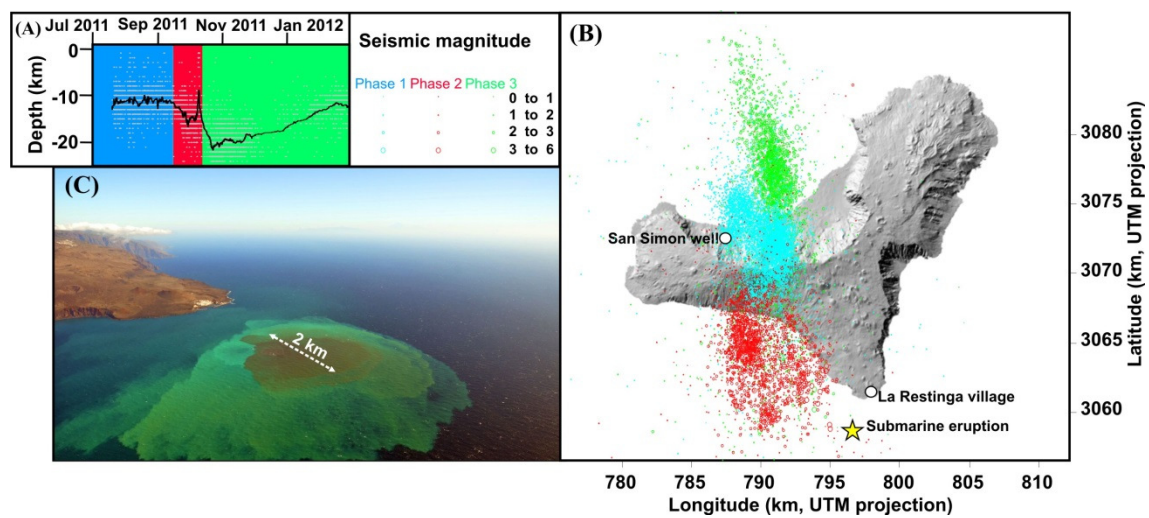 (A)
Jul 2011 Sep 2011 Nov 2011 Jan 2012
Depth (km)
0
-10
-20
Seismic magnitude
Phase 1 Phase 2 Phase 3
0 to 1
1 to 2
2 to 3
3 to 6
(B)
San Simon well
La Restinga village
Submarine eruption
3080
3075
3070
3065
3060
Latitude (km, UTM projection)
780 785 790 795 800 805 810
Longitude (km, UTM projection)
(C)
2 km